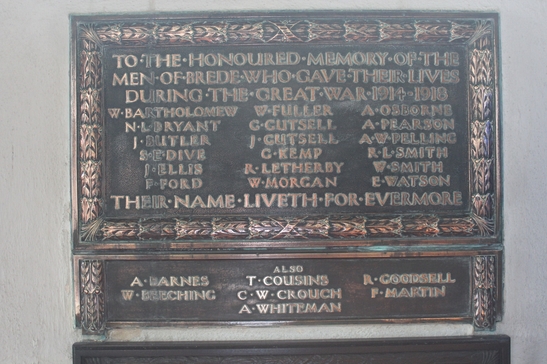 TO·THE·HONOURED·MEMORY·OF·THE
MEN·OF·BREDE·WHO·GAVE·THEIR·LIVES
DURING·THE·GREAT·WAR·1914·1918
W·BARTHOLOMEW W·FULLER A·OSBORNE
N·L·BRYANT G·GUTSELL A·PEARSON
J·BUTLER J·GUTSELL A·W·PELLING
S·E·DIVE G·KEMP R·L·SMITH
J·ELLIS R·LETHERBY W·SMITH
F·FORD W·MORGAN E·WATSON
THEIR·NAME·LIVETH·FOR·EVERMORE
ALSO
A·BARNES T·COUSINS R·GOODSELL
W·BEECHING C·W·CROUCH F·MARTIN
A·WHITEMAN